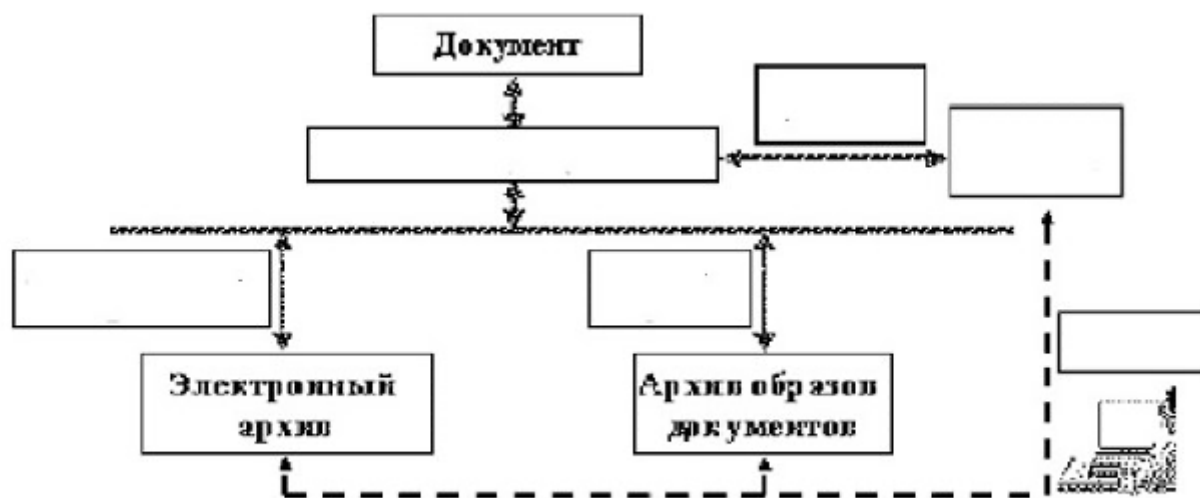 Документ
Электронный
архив
Архив образов
документов